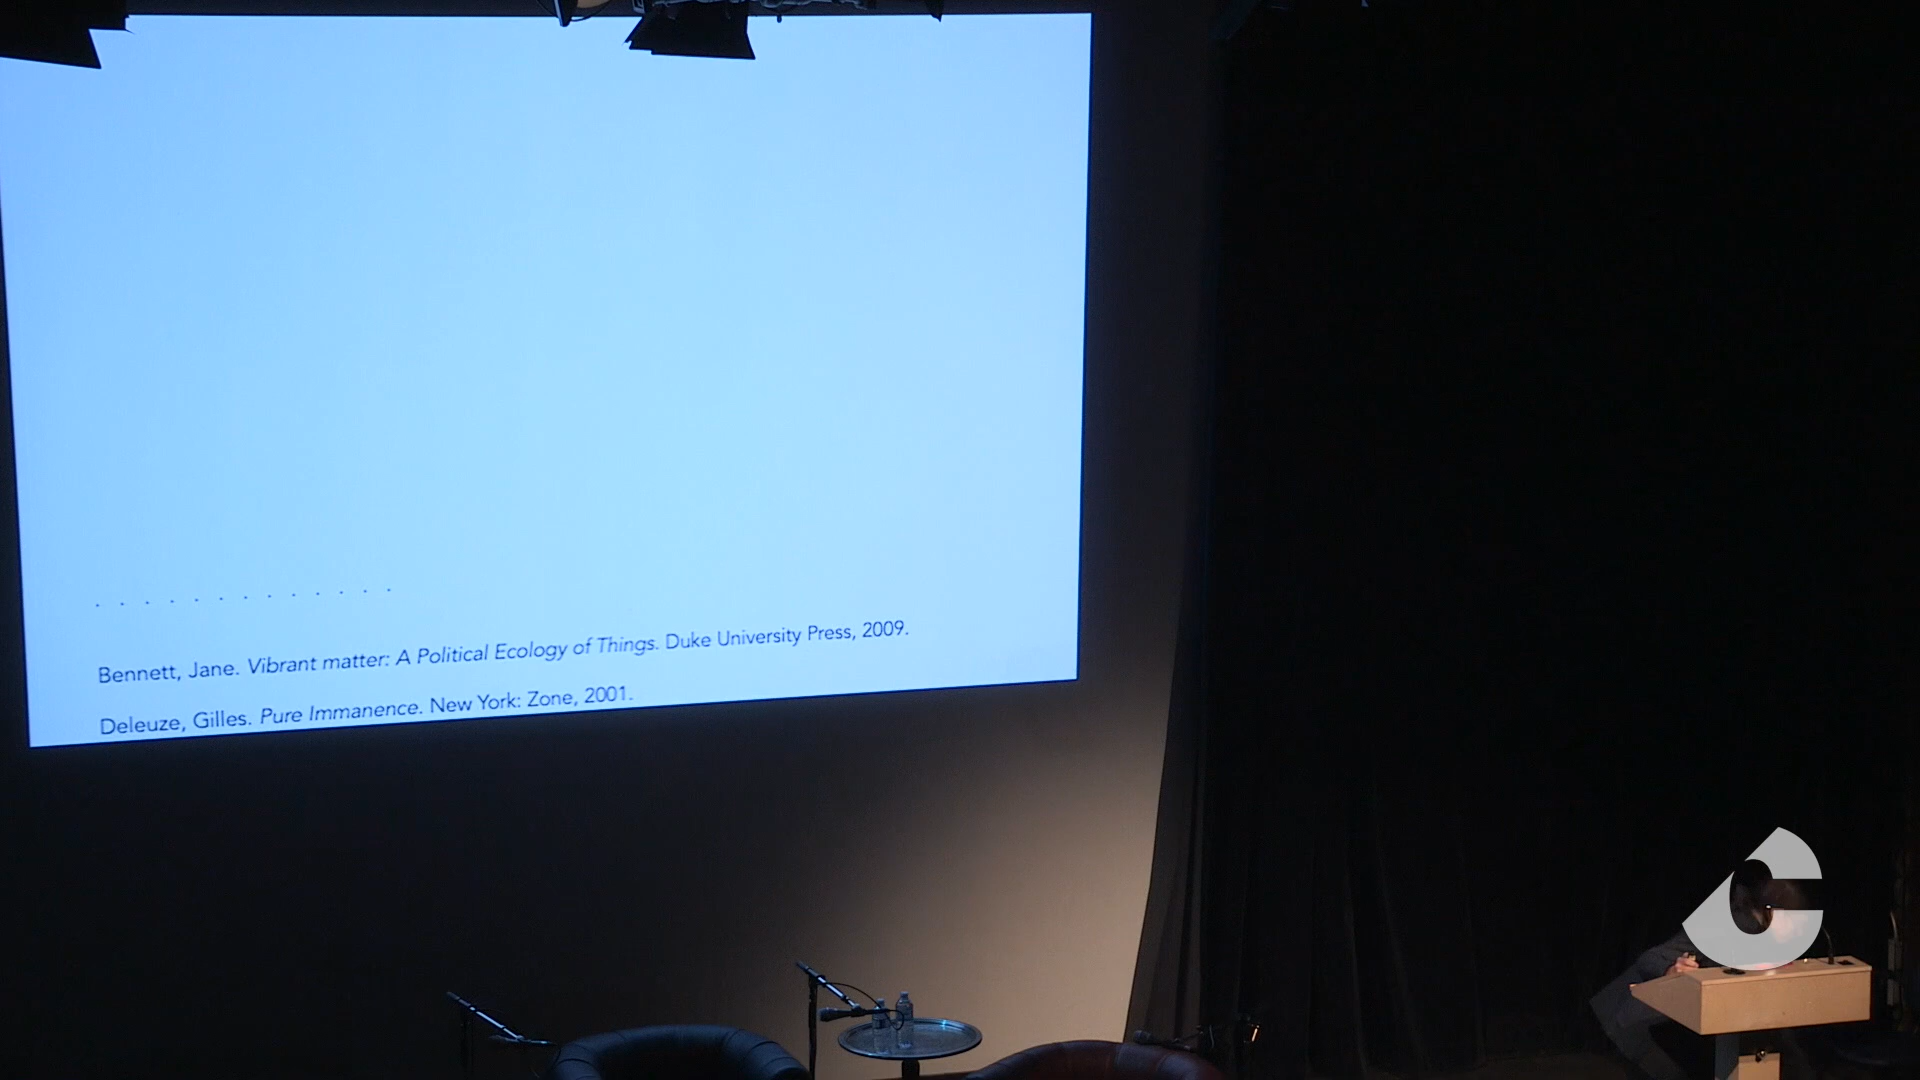 . . . . . . . . . . . . .
Bennett, Jane. Vibrant matter: A Political Ecology of Things. Duke University Press, 2009.
Deleuze, Gilles. Pure Immanence. New York: Zone, 2001.
C